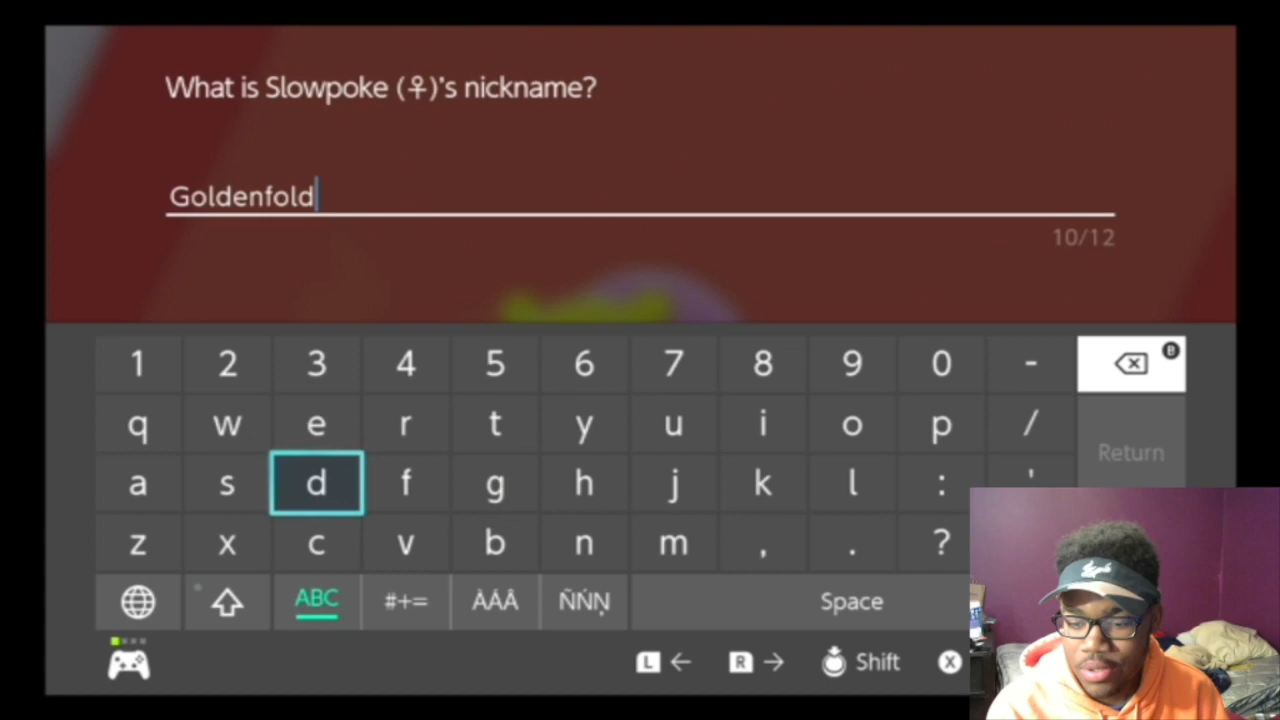 What is Slowpoke (♀)'s nickname?
Goldenfold
10/12
1 2 3 4 5 6 7 8 9 0 - B
q w e r t y u i o p /
Return
a s d f g h j k l : '
z x c v b n m , . ?
ABC #+= ÀÁÂ ÑŃŅ Space
L ← R → Shift X